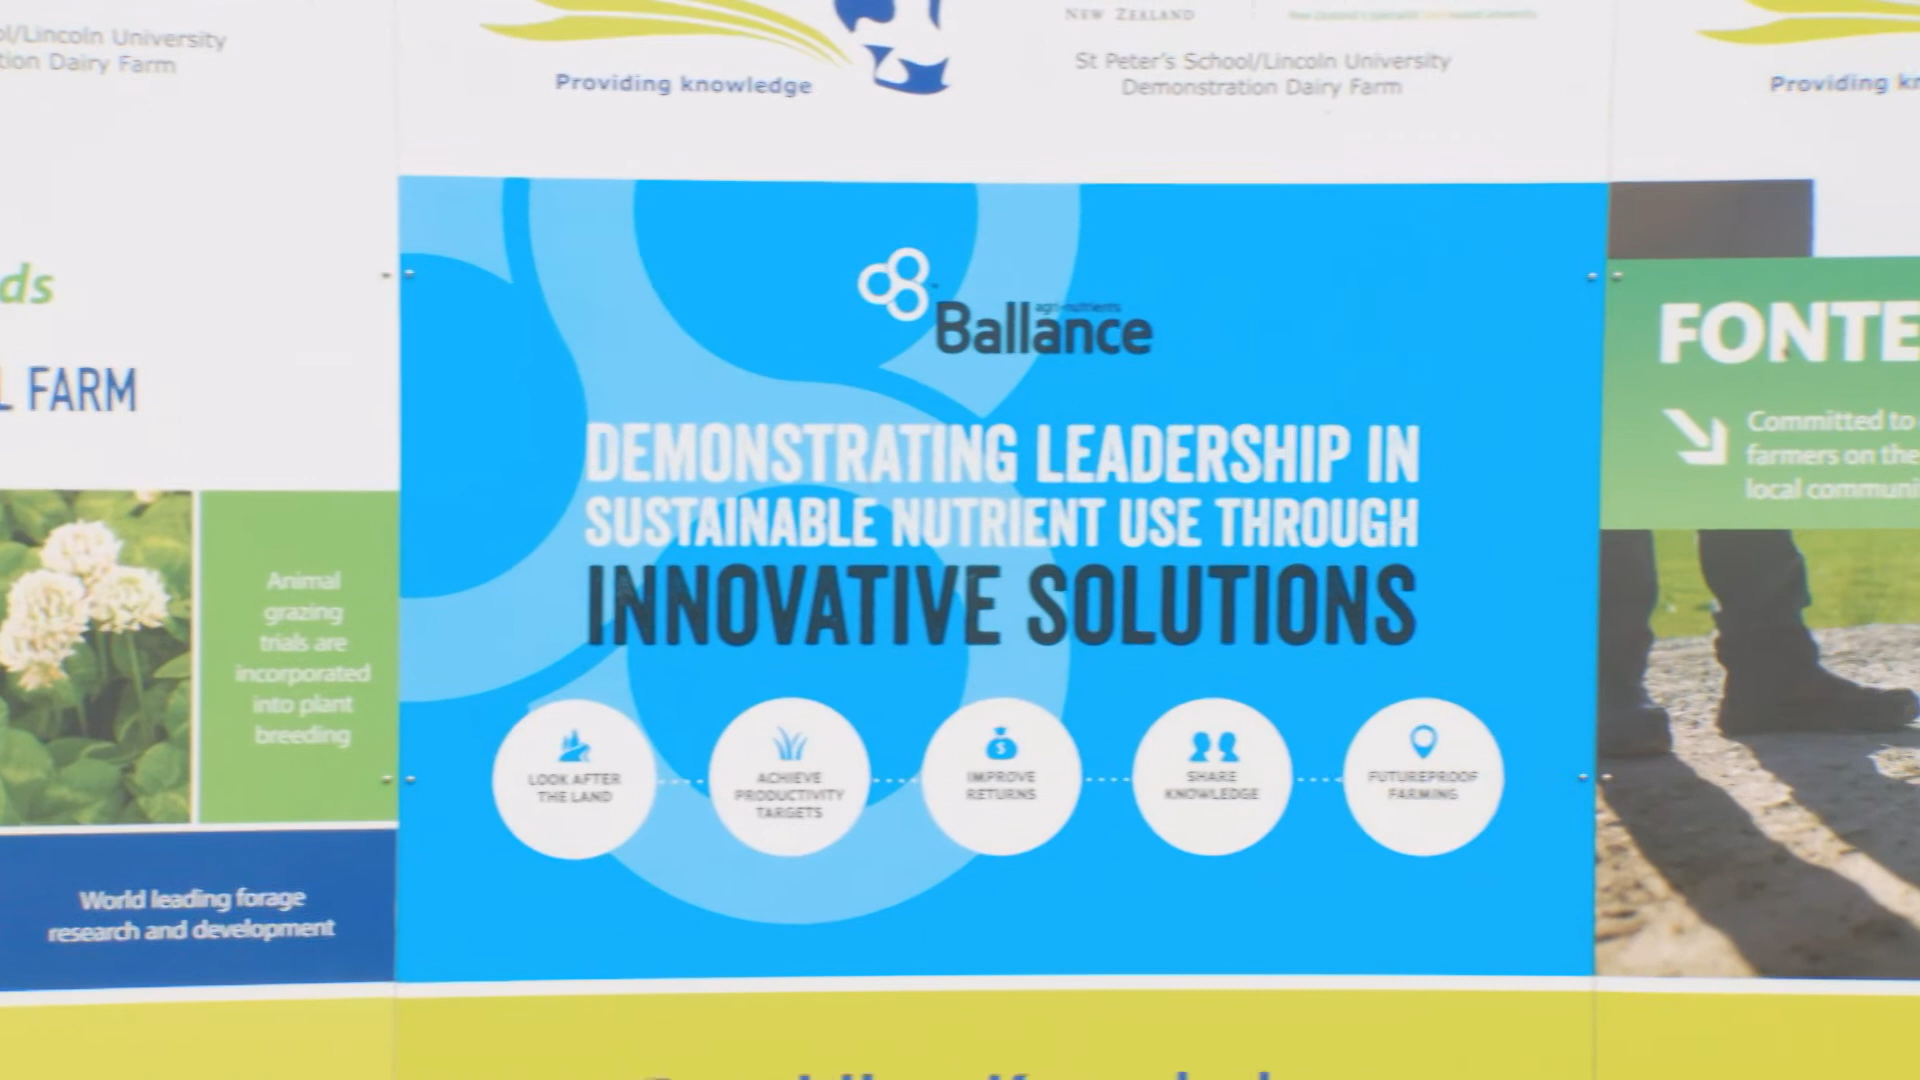 l/Lincoln University
tion Dairy Farm
Providing knowledge
NEW ZEALAND
St Peter's School/Lincoln University
Demonstration Dairy Farm
Providing kn
ds
L FARM
Animal
grazing
trials are
incorporated
into plant
breeding
World leading forage
research and development
agri-nutrients
Ballance
DEMONSTRATING LEADERSHIP IN
SUSTAINABLE NUTRIENT USE THROUGH
INNOVATIVE SOLUTIONS
LOOK AFTER
THE LAND
ACHIEVE
PRODUCTIVITY
TARGETS
IMPROVE
RETURNS
SHARE
KNOWLEDGE
FUTUREPROOF
FARMING
FONTE
Committed to
farmers on the
local communi